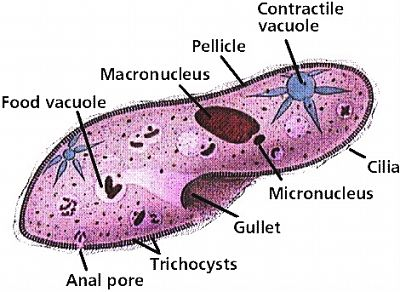 Contractile
vacuole
Pellicle
Macronucleus
Food vacuole
Cilia
Micronucleus
Gullet
Trichocysts
Anal pore